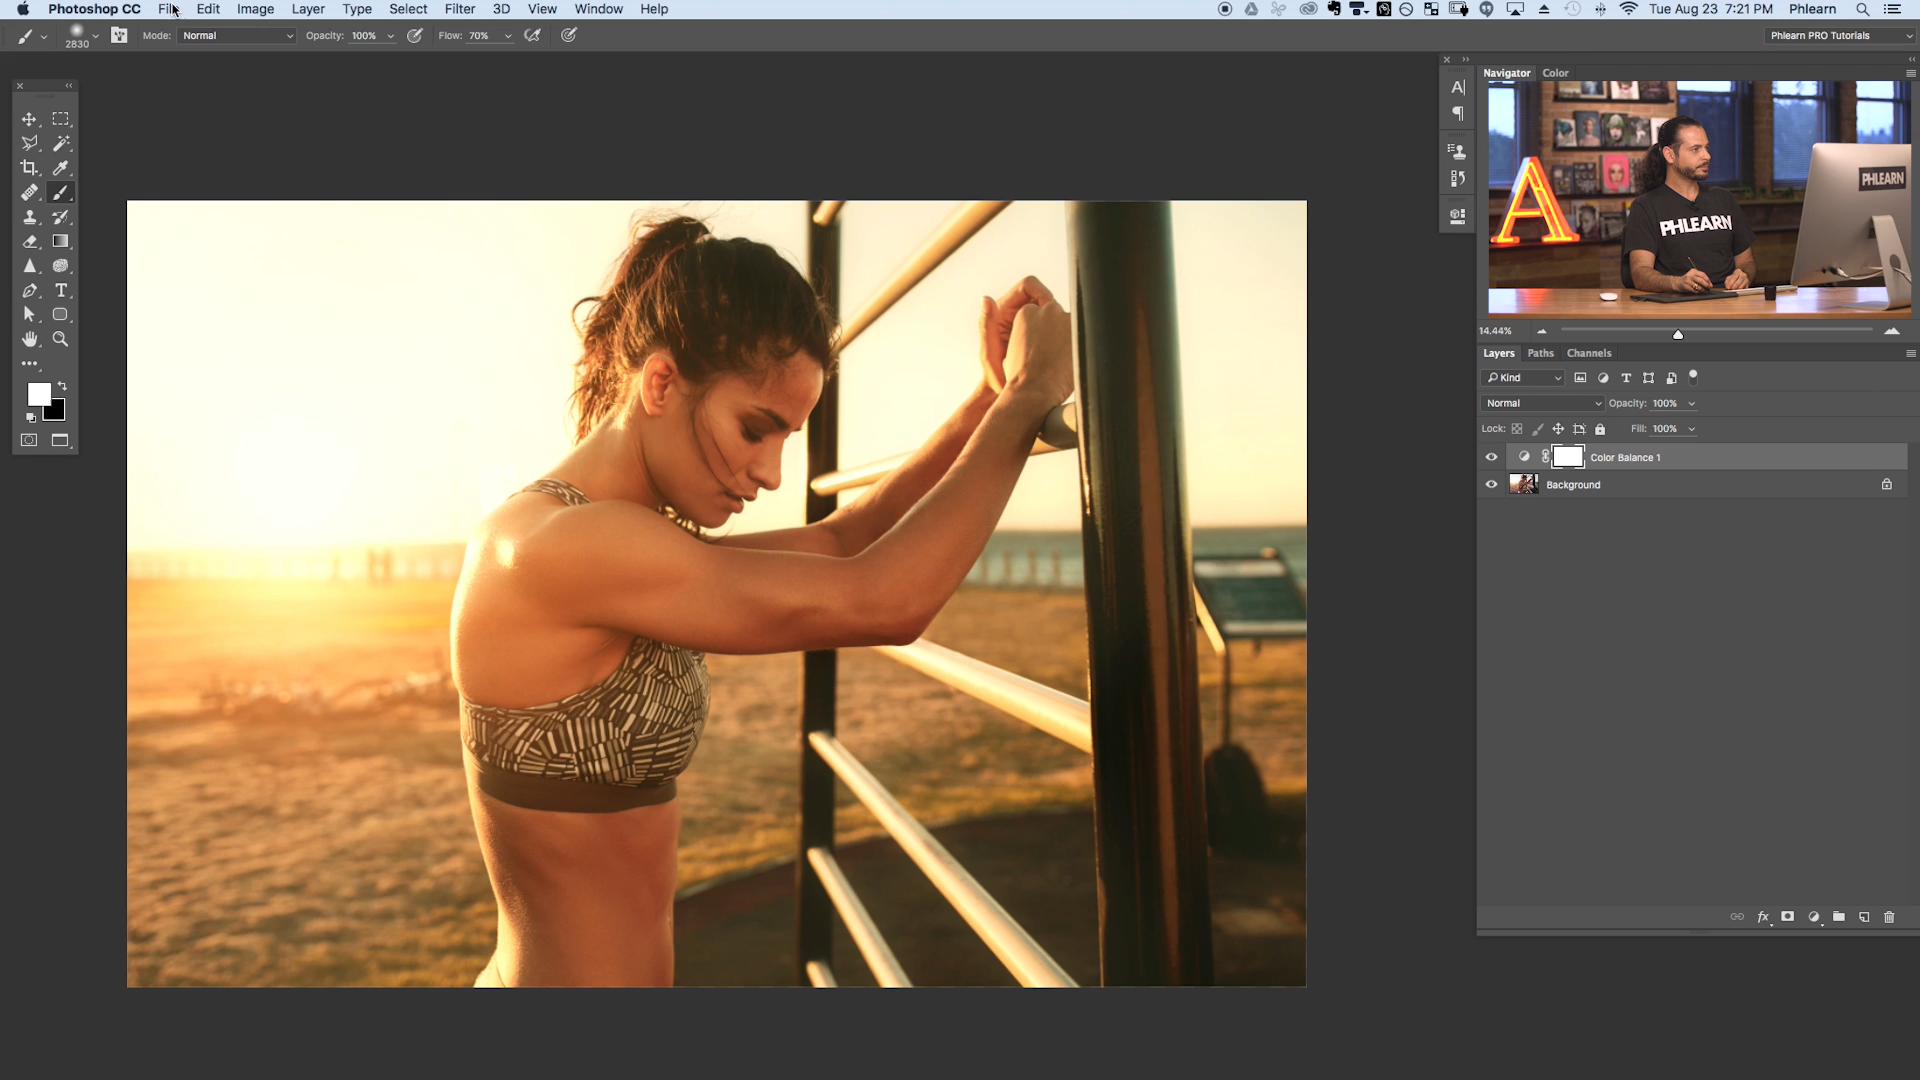 Photoshop CC File Edit Image Layer Type Select Filter 3D View Window Help Tue Aug 23 7:21 PM Phlearn
2830 Mode: Normal Opacity: 100% Flow: 70% Phlearn PRO Tutorials
Navigator Color
A
PHLEARN
PHLEARN
14.44%
Layers Paths Channels
Kind
Normal Opacity: 100%
Lock: Fill: 100%
Color Balance 1
Background
fx